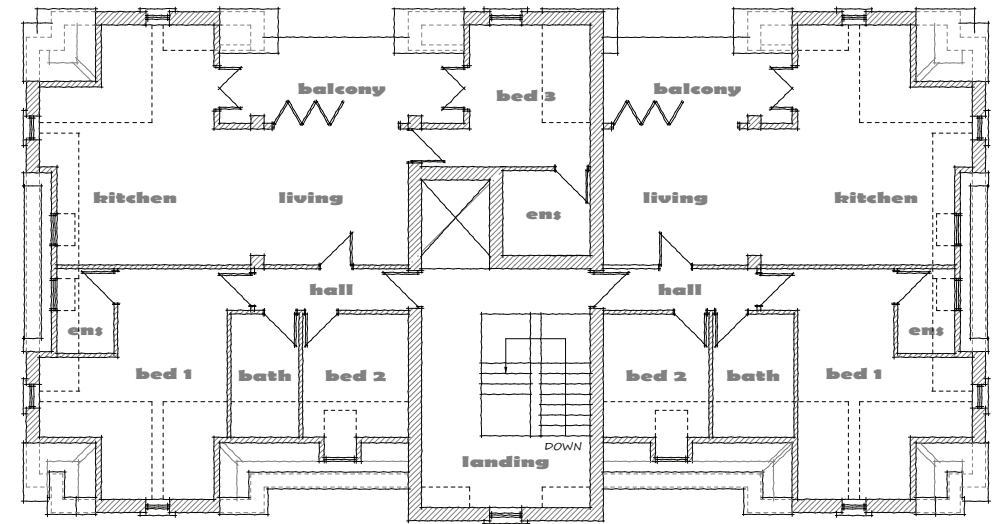 balcony
bed 3
balcony
kitchen
living
ens
living
kitchen
hall
hall
ens
ens
bed 1
bath
bed 2
bed 2
bath
bed 1
DOWN
landing